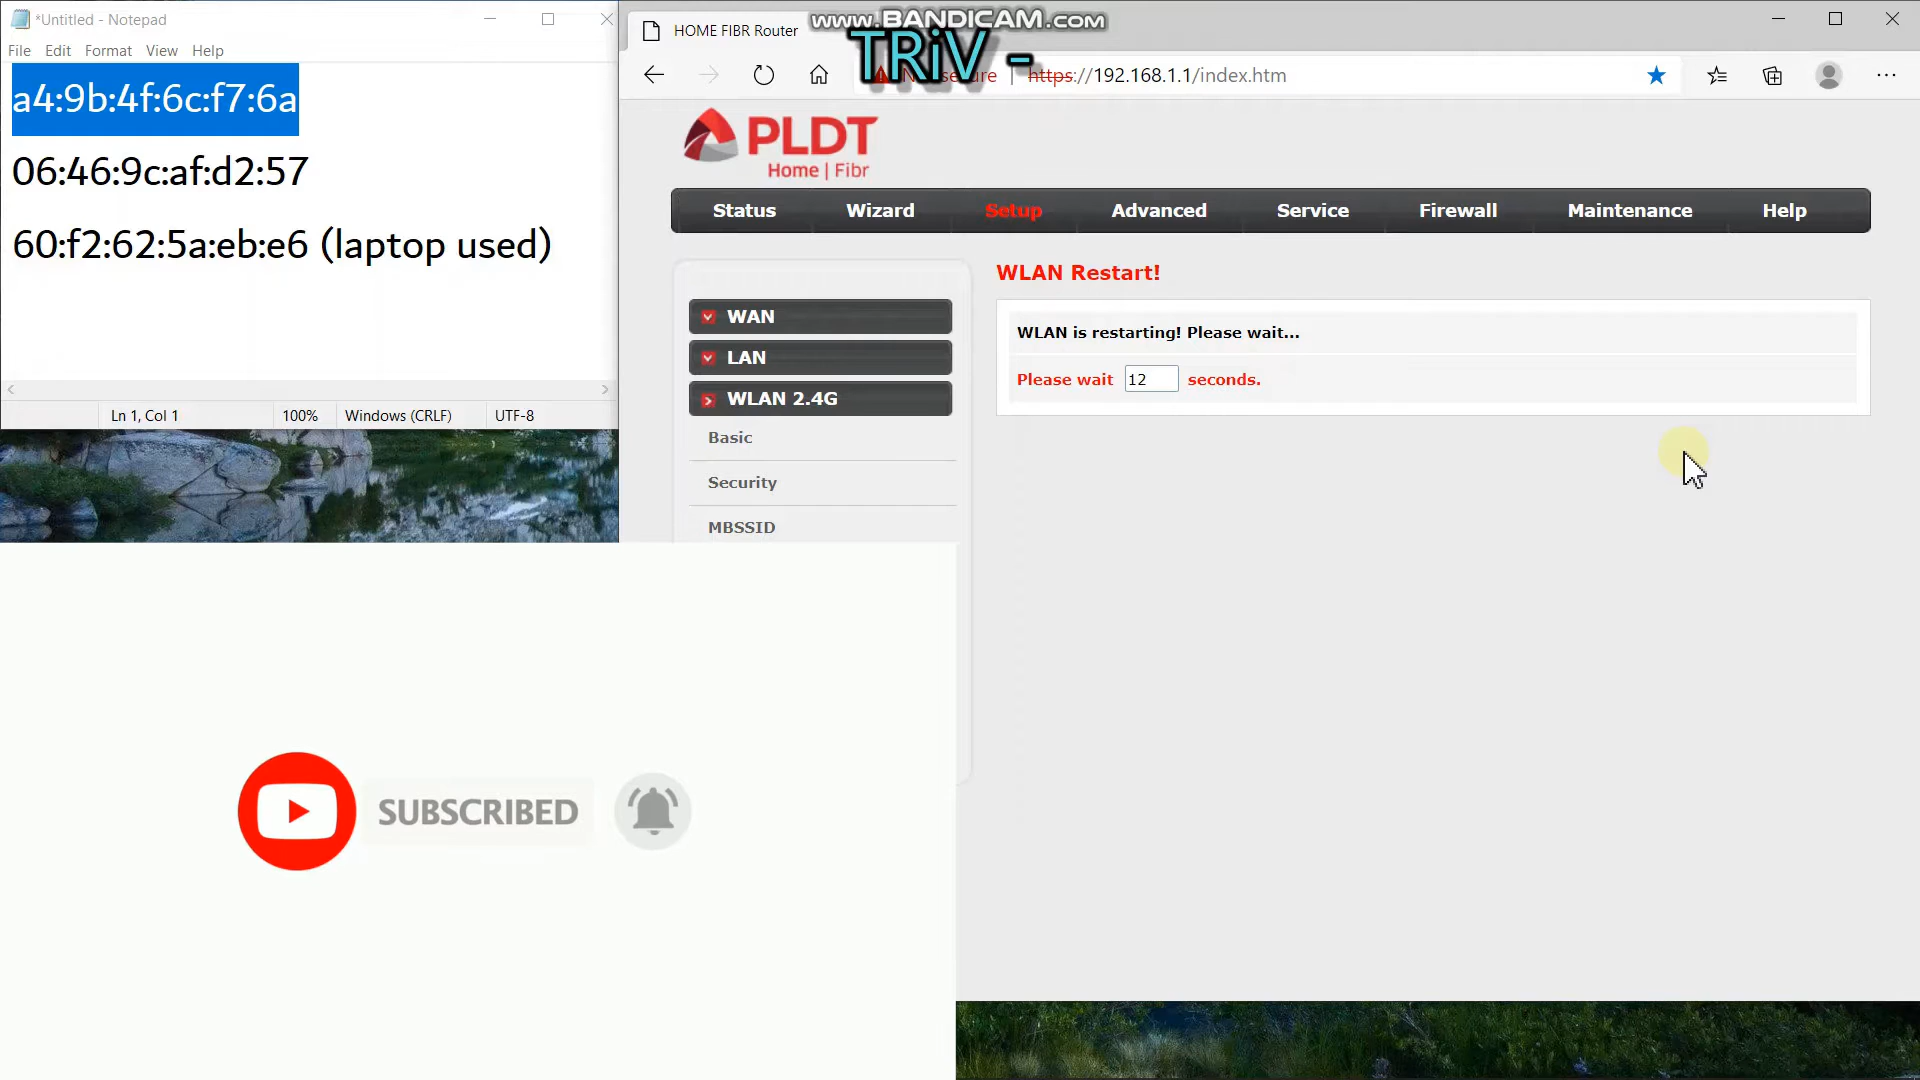 *Untitled - Notepad
File Edit Format View Help
a4:9b:4f:6c:f7:6a
06:46:9c:af:d2:57
60:f2:62:5a:eb:e6 (laptop used)
Ln 1, Col 1 100% Windows (CRLF) UTF-8
HOME FIBR Router
www.BANDICAM.com
TRiV -
https://192.168.1.1/index.htm
PLDT
Home | Fibr
Status Wizard Setup Advanced Service Firewall Maintenance Help
WAN
LAN
WLAN 2.4G
Basic
Security
MBSSID
WLAN Restart!
WLAN is restarting! Please wait...
Please wait 12 seconds.
SUBSCRIBED